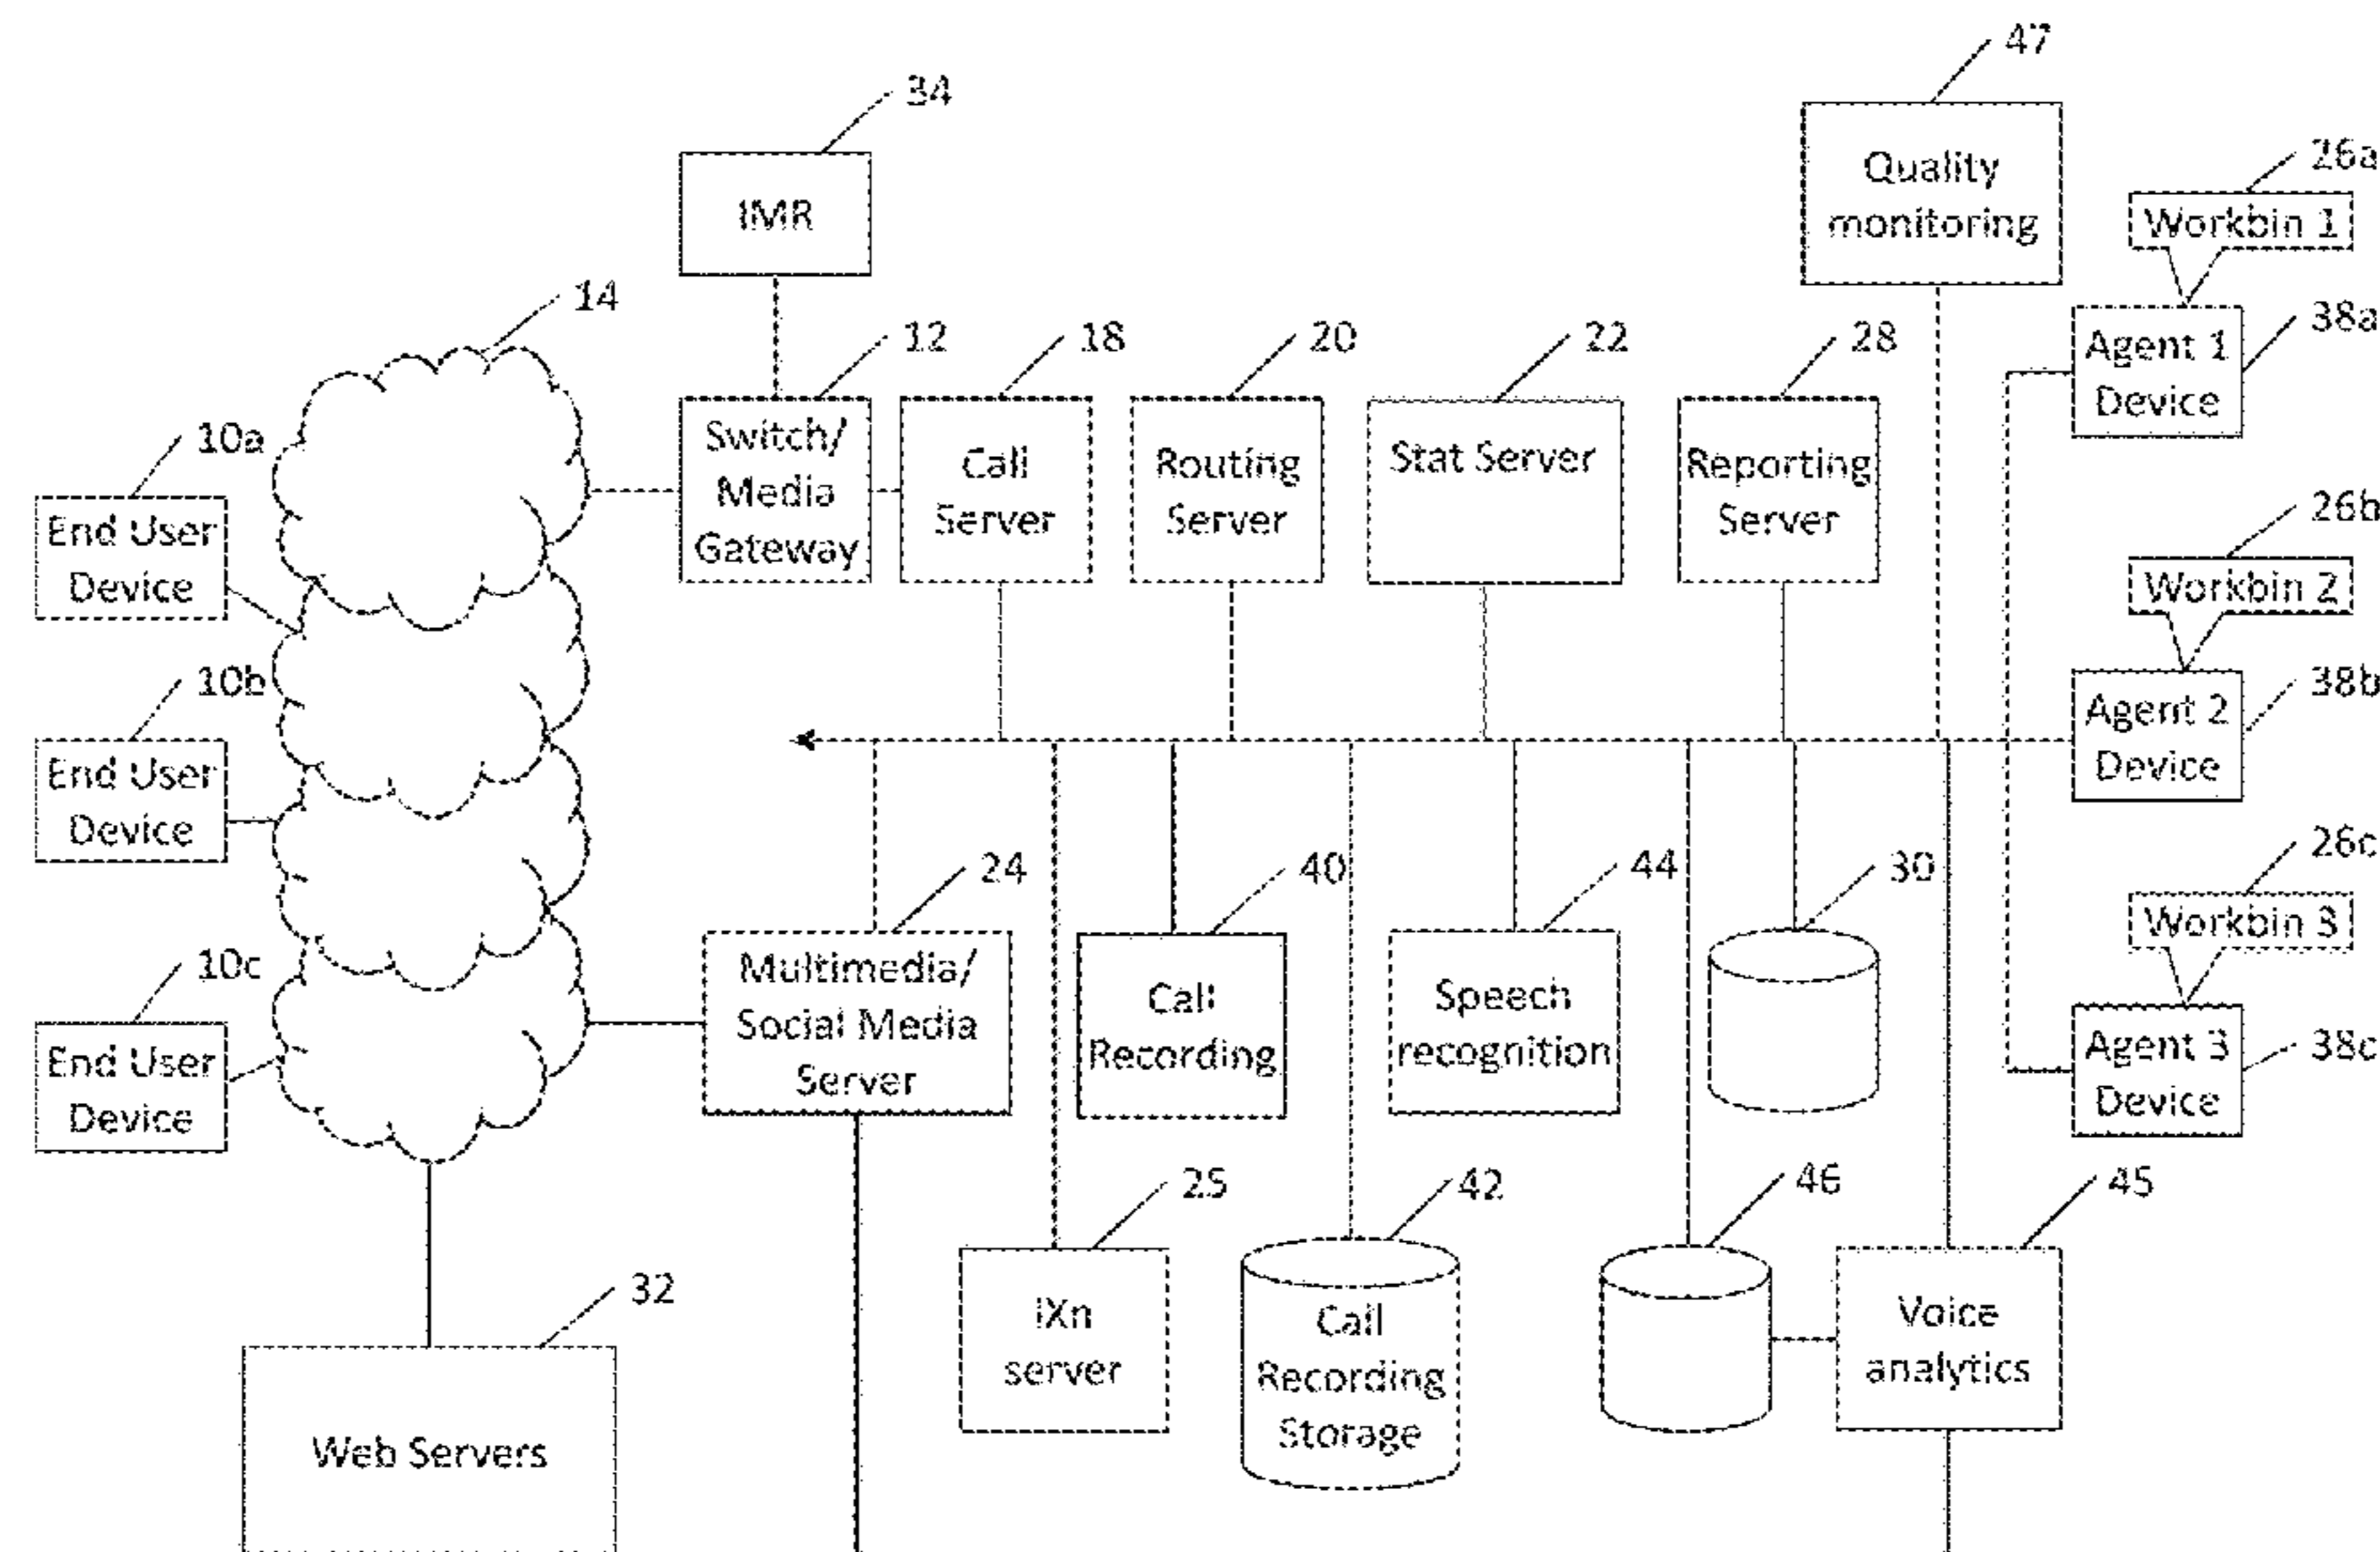 47
34
Quality
monitoring
26a
Workbin 1
IMR
14
12
18
20
22
28
38a
Agent 1
Device
10a
Switch/
Media
Gateway
Call
Server
Routing
Server
Stat Server
Reporting
Server
End User
Device
26b
Workbin 2
10b
38b
Agent 2
Device
End User
Device
24
40
44
30
26c
Workbin 3
10c
Multimedia/
Social Media
Server
Call
Recording
Speech
recognition
End User
Device
Agent 3
Device
38c
25
42
46
45
32
iXn
server
Call
Recording
Storage
Voice
analytics
Web Servers